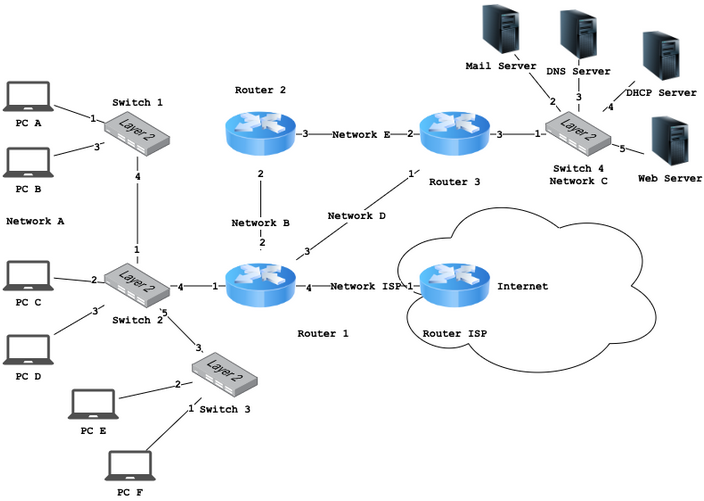 Mail Server
DNS Server
DHCP Server
Router 2
Switch 1
Layer 2
PC A
1
3
4
PC B
3
Network E
2
3
1
Layer 2
2
3
4
5
Switch 4
Network C
Web Server
Router 3
2
1
Network A
Network D
Network B
2
3
1
Layer 2
PC C
2
3
4
1
5
Switch 2
4
Network ISP
1
Internet
Router 1
Router ISP
PC D
3
Layer 2
2
1
Switch 3
PC E
PC F